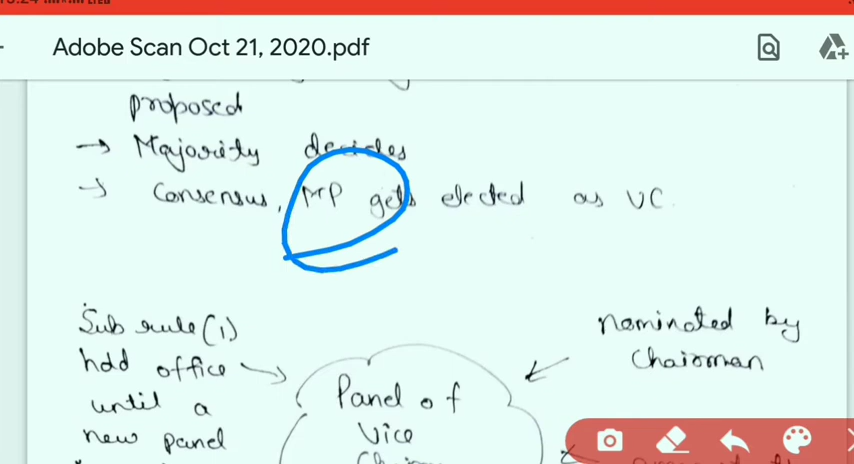 Adobe Scan Oct 21, 2020.pdf
proposed
→ Majority decides
→ Consensus, MP gets elected as VC.
Sub rule(1)
hold office
until a
new panel
nominated by
Chairman
Panel of
Vice